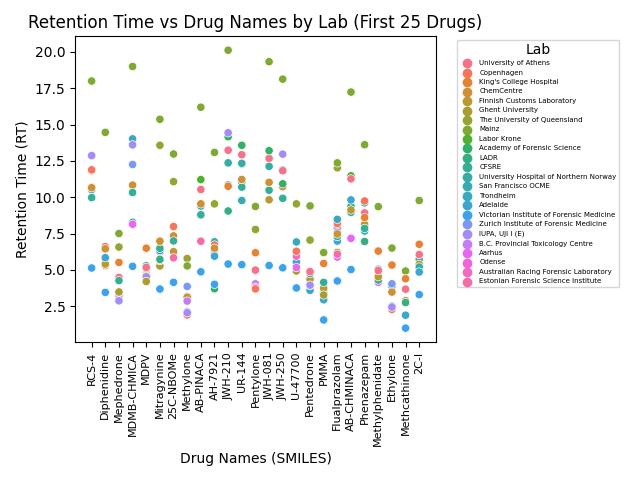 Retention Time vs Drug Names by Lab (First 25 Drugs)
Retention Time (RT)
20.0
17.5
15.0
12.5
10.0
7.5
5.0
2.5
RCS-4
Diphenidine
Mephedrone
MDMB-CHMICA
MDPV
Mitragynine
25C-NBOMe
Methylone
AB-PINACA
AH-7921
JWH-210
UR-144
Pentylone
JWH-081
JWH-250
U-47700
Pentedrone
PMMA
Flualprazolam
AB-CHMINACA
Phenazepam
Methylphenidate
Ethylone
Methcathinone
2C-I
Drug Names (SMILES)
Lab
University of Athens
Copenhagen
King's College Hospital
ChemCentre
Finnish Customs Laboratory
Ghent University
The University of Queensland
Mainz
Labor Krone
Academy of Forensic Science
LADR
CFSRE
University Hospital of Northern Norway
San Francisco OCME
Trondheim
Adelaide
Victorian Institute of Forensic Medicine
Zurich Institute of Forensic Medicine
IUPA, UJI I (E)
B.C. Provincial Toxicology Centre
Aarhus
Odense
Australian Racing Forensic Laboratory
Estonian Forensic Science Institute